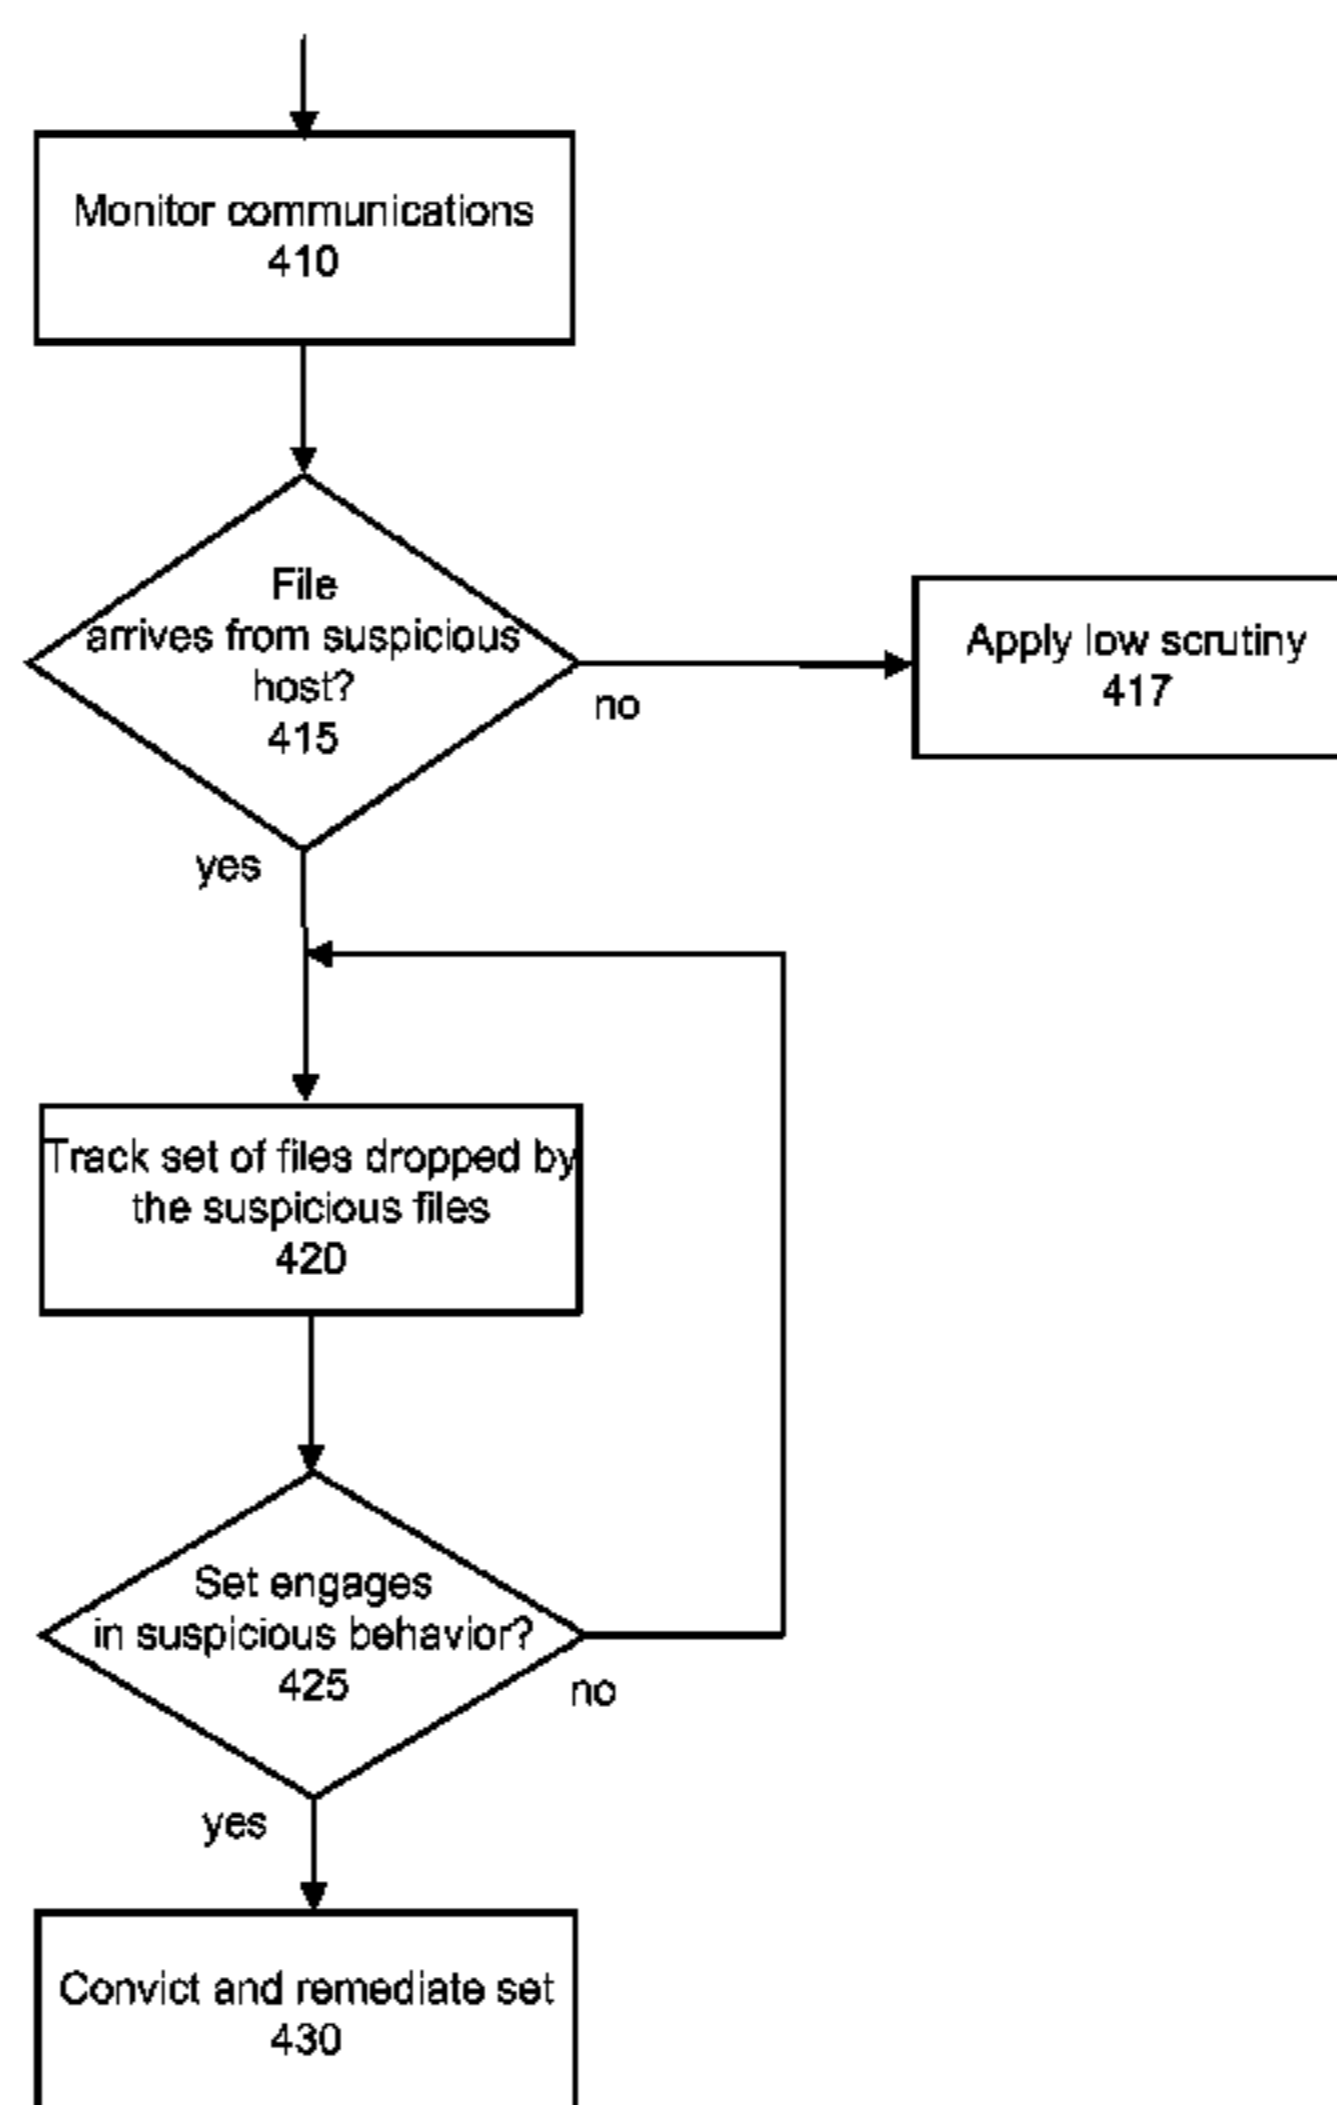 Monitor communications
410
File
arrives from suspicious
host?
415
no
Apply low scrutiny
417
yes
Track set of files dropped by
the suspicious files
420
Set engages
in suspicious behavior?
425
no
yes
Convict and remediate set
430